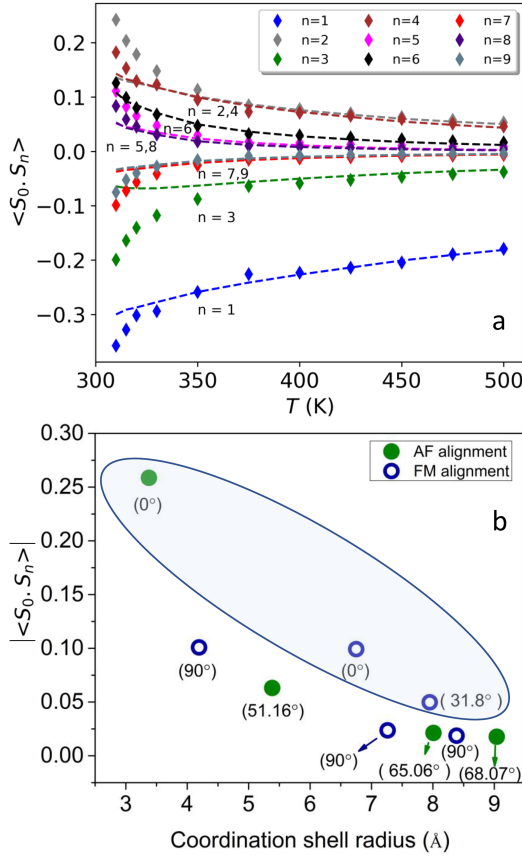 0.2
0.1
0.0
−0.1
−0.2
−0.3
<S₀. Sₙ>
n=1
n=4
n=7
n=2
n=5
n=8
n=3
n=6
n=9
n = 2,4
n=6
n = 5,8
n = 7,9
n = 3
n = 1
a
300
350
400
450
500
T (K)
0.30
0.25
0.20
0.15
0.10
0.05
0.00
|<S₀. Sₙ>|
AF alignment
FM alignment
b
(0°)
(90°)
(0°)
(51.16°)
( 31.8°)
(90°)
( 65.06°)
(90°)
(68.07°)
3
4
5
6
7
8
9
Coordination shell radius (Å)